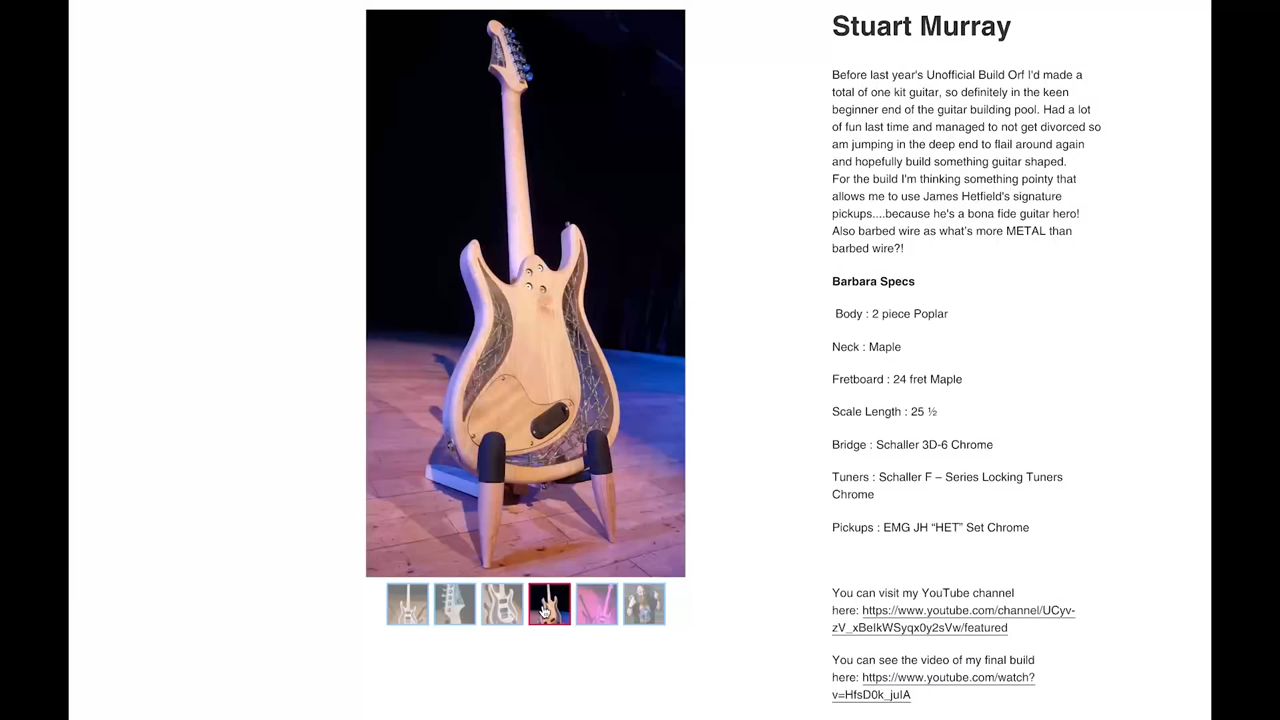 Stuart Murray
Before last year's Unofficial Build Orf I'd made a
total of one kit guitar, so definitely in the keen
beginner end of the guitar building pool. Had a lot
of fun last time and managed to not get divorced so
am jumping in the deep end to flail around again
and hopefully build something guitar shaped.
For the build I'm thinking something pointy that
allows me to use James Hetfield's signature
pickups....because he's a bona fide guitar hero!
Also barbed wire as what's more METAL than
barbed wire?!
Barbara Specs
Body : 2 piece Poplar
Neck : Maple
Fretboard : 24 fret Maple
Scale Length : 25 ½
Bridge : Schaller 3D-6 Chrome
Tuners : Schaller F – Series Locking Tuners
Chrome
Pickups : EMG JH “HET” Set Chrome
You can visit my YouTube channel
here: https://www.youtube.com/channel/UCyv-
zV_xBeIkWSyqx0y2sVw/featured
You can see the video of my final build
here: https://www.youtube.com/watch?
v=HfsD0k_juIA